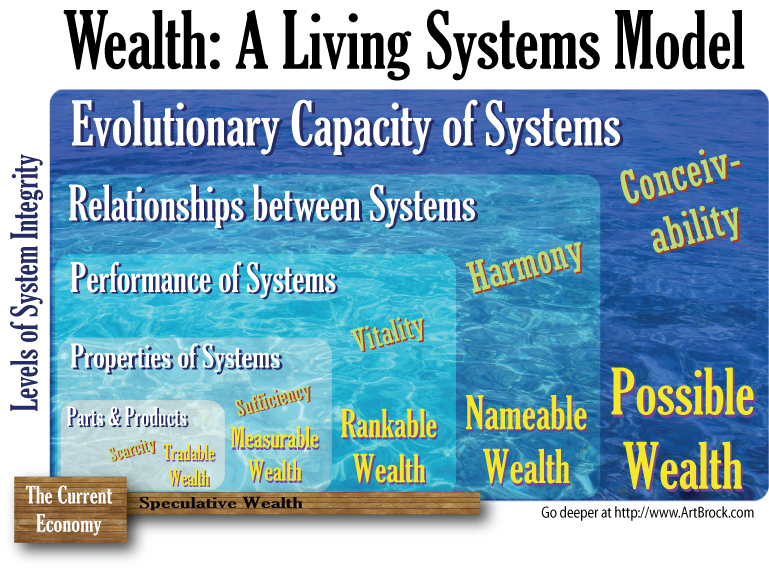 Wealth: A Living Systems Model
Levels of System Integrity
Evolutionary Capacity of Systems
Conceiv-
ability
Possible
Wealth
Relationships between Systems
Harmony
Nameable
Wealth
Performance of Systems
Vitality
Rankable
Wealth
Properties of Systems
Sufficiency
Measurable
Wealth
Parts & Products
Scarcity
Tradable
Wealth
The Current
Economy
Speculative Wealth
Go deeper at http://www.ArtBrock.com